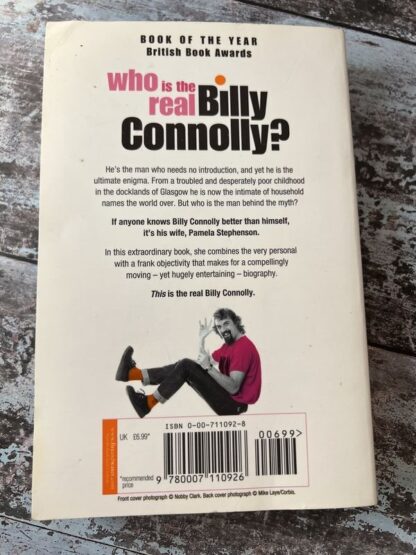 BOOK OF THE YEAR
British Book Awards
who is the
real Billy
Connolly?
He's the man who needs no introduction, and yet he is the
ultimate enigma. From a troubled and desperately poor childhood
in the docklands of Glasgow he is now the intimate of household
names the world over. But who is the man behind the myth?
If anyone knows Billy Connolly better than himself,
it's his wife, Pamela Stephenson.
In this extraordinary book, she combines the very personal
with a frank objectivity that makes for a compellingly
moving – yet hugely entertaining – biography.
This is the real Billy Connolly.
ISBN 0-00-711092-8
00699>
UK £6.99*
*recommended
price
9 780007 110926
Front cover photograph © Nobby Clark. Back cover photograph © Mike Laye/Corbis.